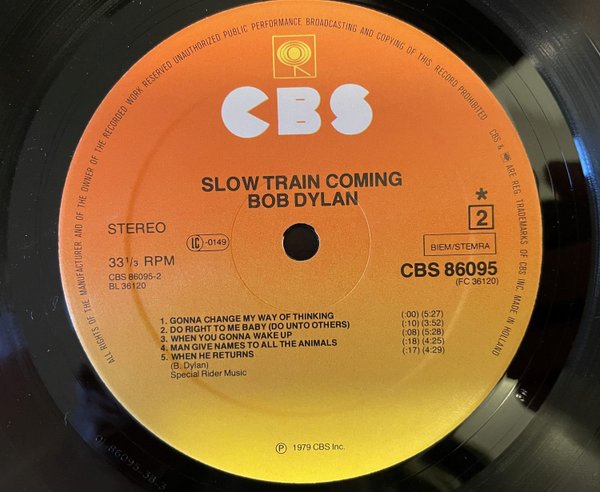 ALL RIGHTS OF THE MANUFACTURER AND OF THE OWNER OF THE RECORDED WORK RESERVED UNAUTHORIZED PUBLIC PERFORMANCE BROADCASTING AND COPYING OF THIS RECORD PROHIBITED
CBS & ARE REG. TRADEMARKS OF CBS INC. MADE IN HOLLAND
CBS
SLOW TRAIN COMING
BOB DYLAN
STEREO
LC -0149
* 2
33 1/3 RPM
BIEM/STEMRA
CBS 86095-2
CBS 86095
BL 36120
(FC 36120)
1. GONNA CHANGE MY WAY OF THINKING (:00) (5:27)
2. DO RIGHT TO ME BABY (DO UNTO OTHERS) (:10) (3:52)
3. WHEN YOU GONNA WAKE UP (:08) (5:28)
4. MAN GIVE NAMES TO ALL THE ANIMALS (:18) (4:25)
5. WHEN HE RETURNS (:17) (4:29)
(B. Dylan)
Special Rider Music
℗ 1979 CBS Inc.